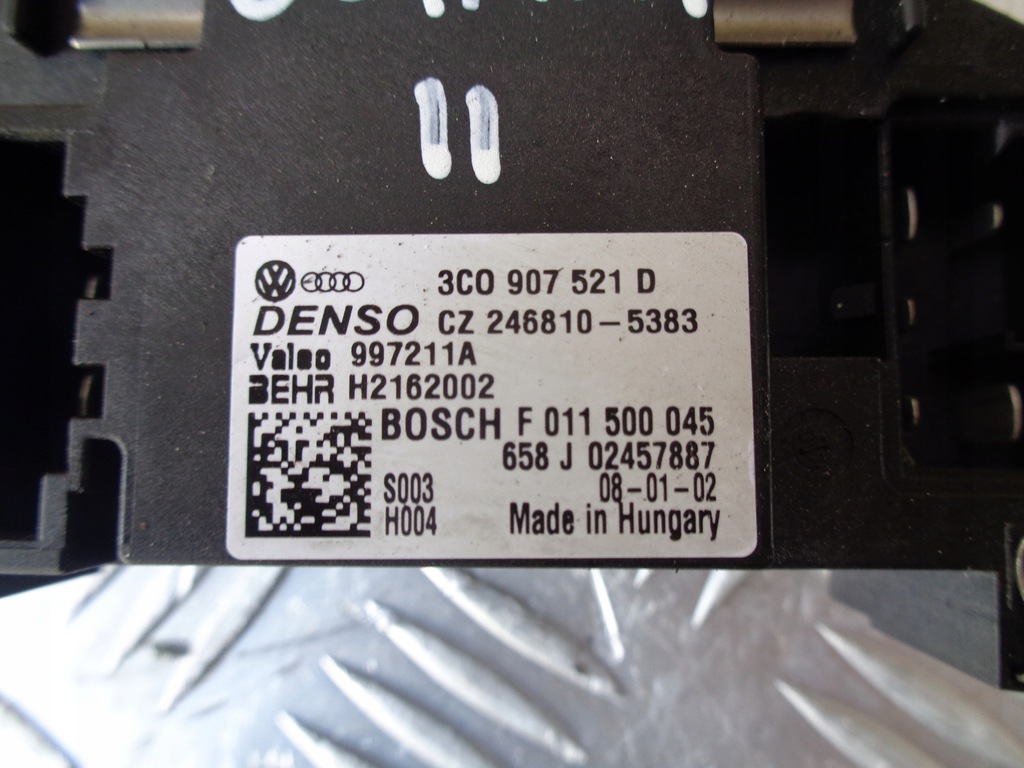 11
3C0 907 521 D
DENSO CZ 246810-5383
Valeo 997211A
BEHR H2162002
BOSCH F 011 500 045
658 J 02457887
S003 08-01-02
H004 Made in Hungary